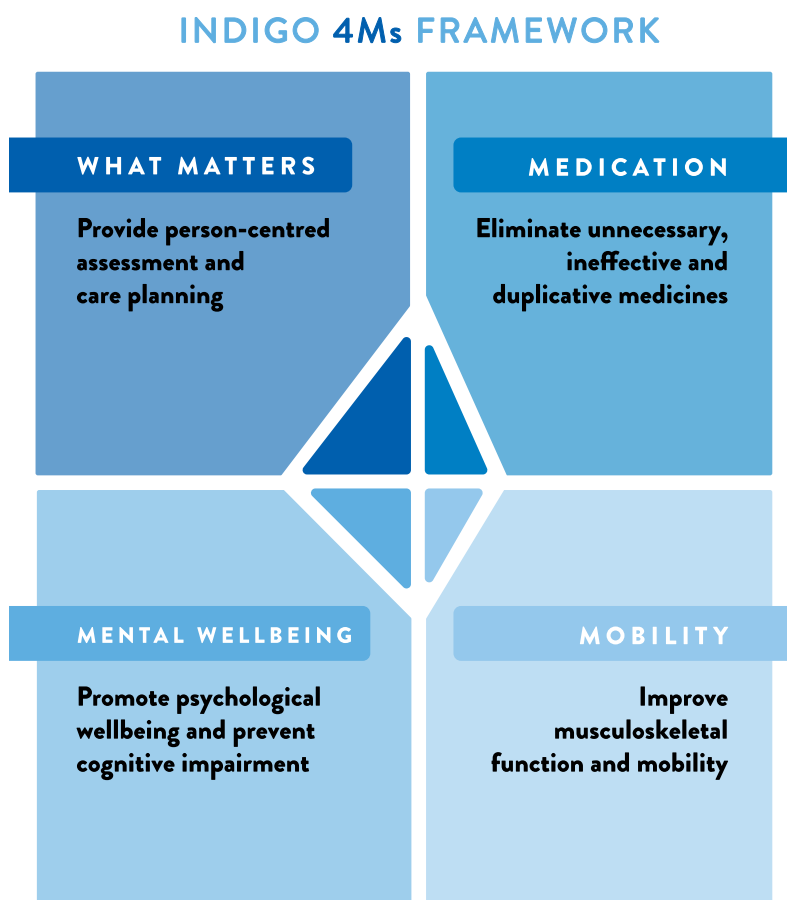 INDIGO 4Ms FRAMEWORK
WHAT MATTERS
Provide person-centred
assessment and
care planning
MEDICATION
Eliminate unnecessary,
ineffective and
duplicative medicines
MENTAL WELLBEING
Promote psychological
wellbeing and prevent
cognitive impairment
MOBILITY
Improve
musculoskeletal
function and mobility